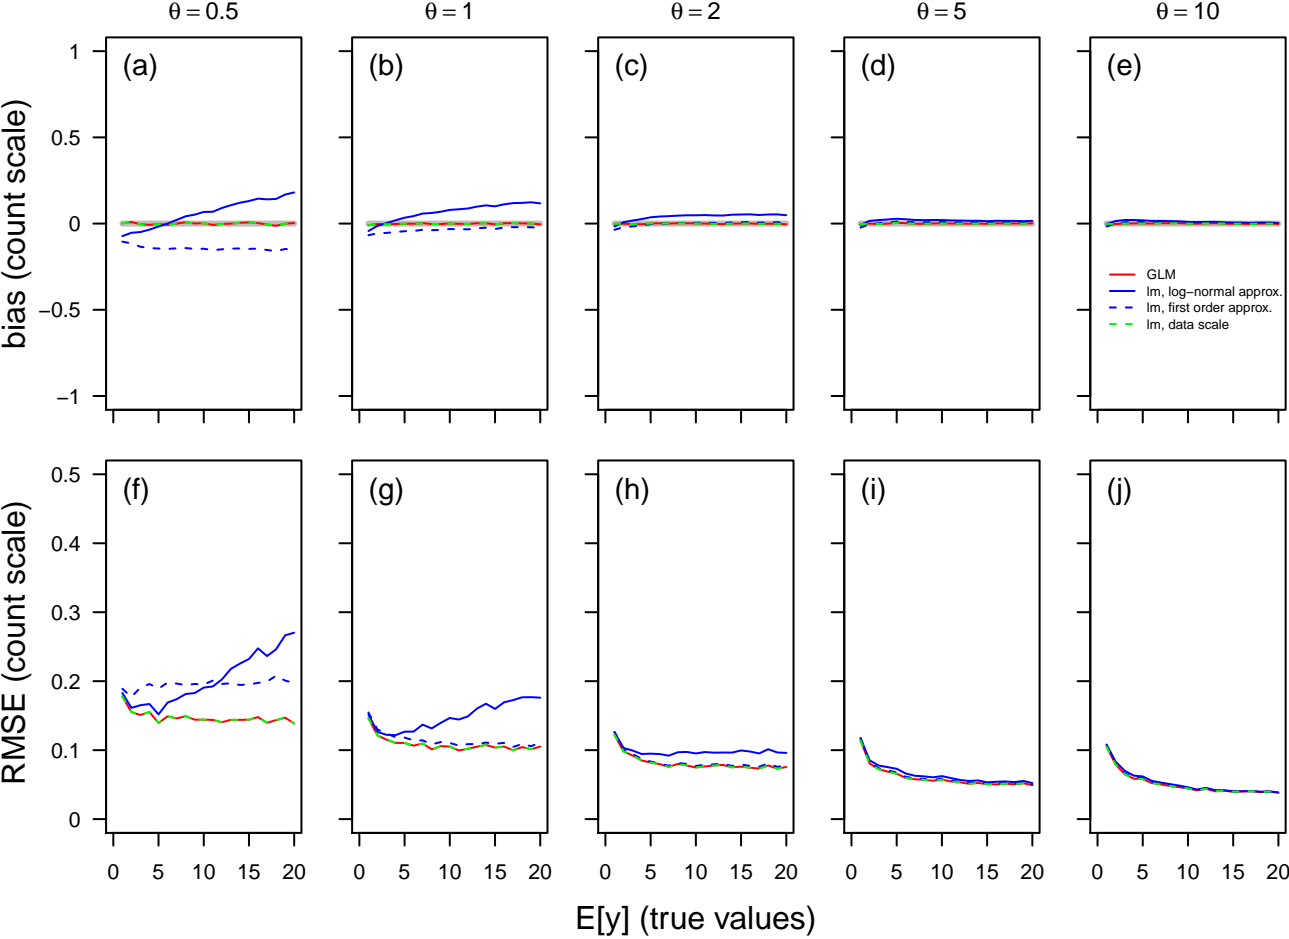 θ = 0.5 θ = 1 θ = 2 θ = 5 θ = 10
(a) (b) (c) (d) (e)
1
0.5
0
−0.5
−1
bias (count scale)
GLM
lm, log−normal approx.
lm, first order approx.
lm, data scale
(f) (g) (h) (i) (j)
0.5
0.4
0.3
0.2
0.1
0
RMSE (count scale)
0 5 10 15 20 0 5 10 15 20 0 5 10 15 20 0 5 10 15 20 0 5 10 15 20
E[y] (true values)